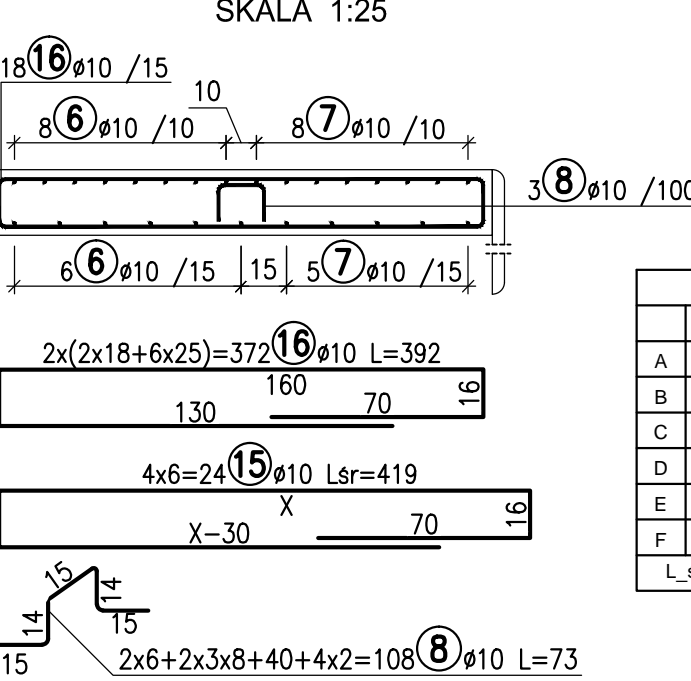 SKALA 1:25
18 16 ø10 /15
10
8 6 ø10 /10
8 7 ø10 /10
3 8 ø10 /100
6 6 ø10 /15
15
5 7 ø10 /15
2x(2x18+6x25)=372 16 ø10 L=392
160
16
130
70
4x6=24 15 ø10 Lśr=419
X
16
X-30
70
A
B
C
D
E
F
15
14
14
15
15
2x6+2x3x8+40+4x2=108 8 ø10 L=73